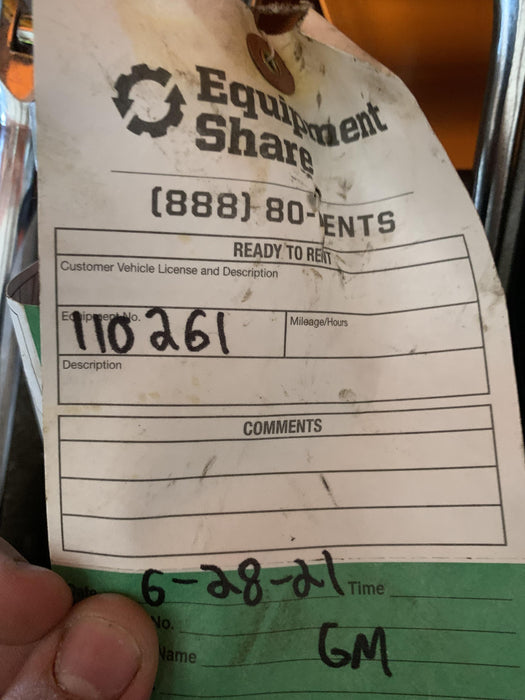 Equipment
Share
(888) 80-RENTS
READY TO RENT
Customer Vehicle License and Description
Equipment No.
Mileage/Hours
110261
Description
COMMENTS
Date 6-28-21 Time
No.
Name GM